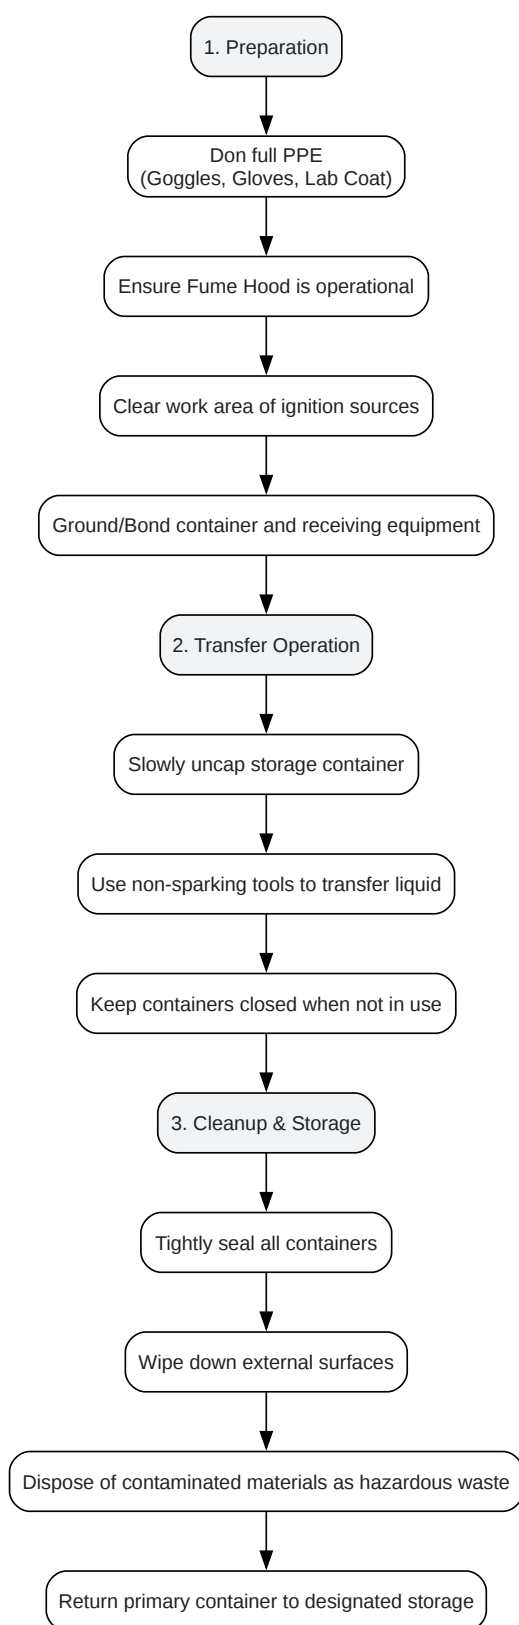 1. Preparation
Don full PPE
(Goggles, Gloves, Lab Coat)
Ensure Fume Hood is operational
Clear work area of ignition sources
Ground/Bond container and receiving equipment
2. Transfer Operation
Slowly uncap storage container
Use non-sparking tools to transfer liquid
Keep containers closed when not in use
3. Cleanup & Storage
Tightly seal all containers
Wipe down external surfaces
Dispose of contaminated materials as hazardous waste
Return primary container to designated storage